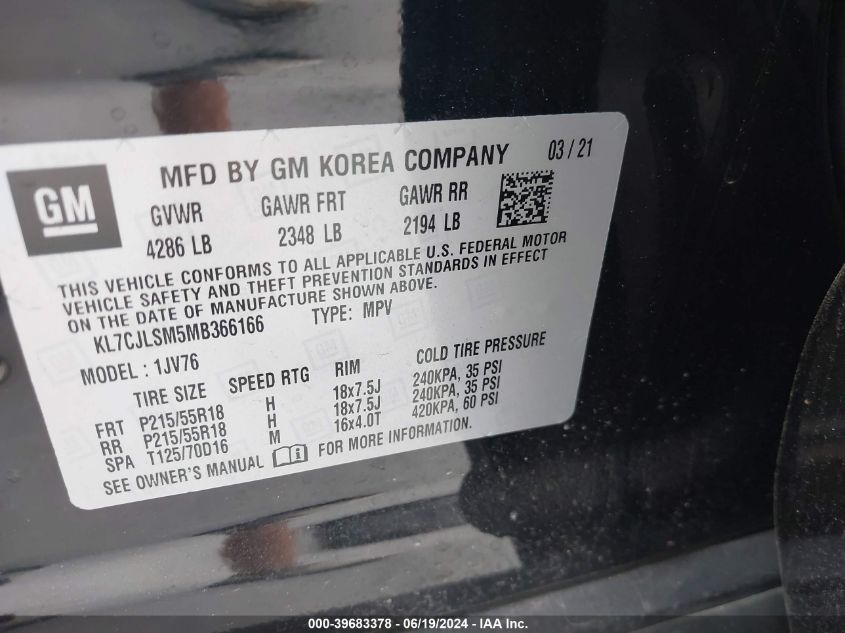 GM
MFD BY GM KOREA COMPANY 03 / 21
GVWR GAWR FRT GAWR RR
4286 LB 2348 LB 2194 LB
THIS VEHICLE CONFORMS TO ALL APPLICABLE U.S. FEDERAL MOTOR
VEHICLE SAFETY AND THEFT PREVENTION STANDARDS IN EFFECT
ON THE DATE OF MANUFACTURE SHOWN ABOVE.
KL7CJLSM5MB366166 TYPE: MPV
MODEL : 1JV76
TIRE SIZE SPEED RTG RIM COLD TIRE PRESSURE
FRT P215/55R18 H 18x7.5J 240KPA, 35 PSI
RR P215/55R18 H 18x7.5J 240KPA, 35 PSI
SPA T125/70D16 M 16x4.0T 420KPA, 60 PSI
SEE OWNER'S MANUAL FOR MORE INFORMATION.
000-39683378 - 06/19/2024 - IAA Inc.